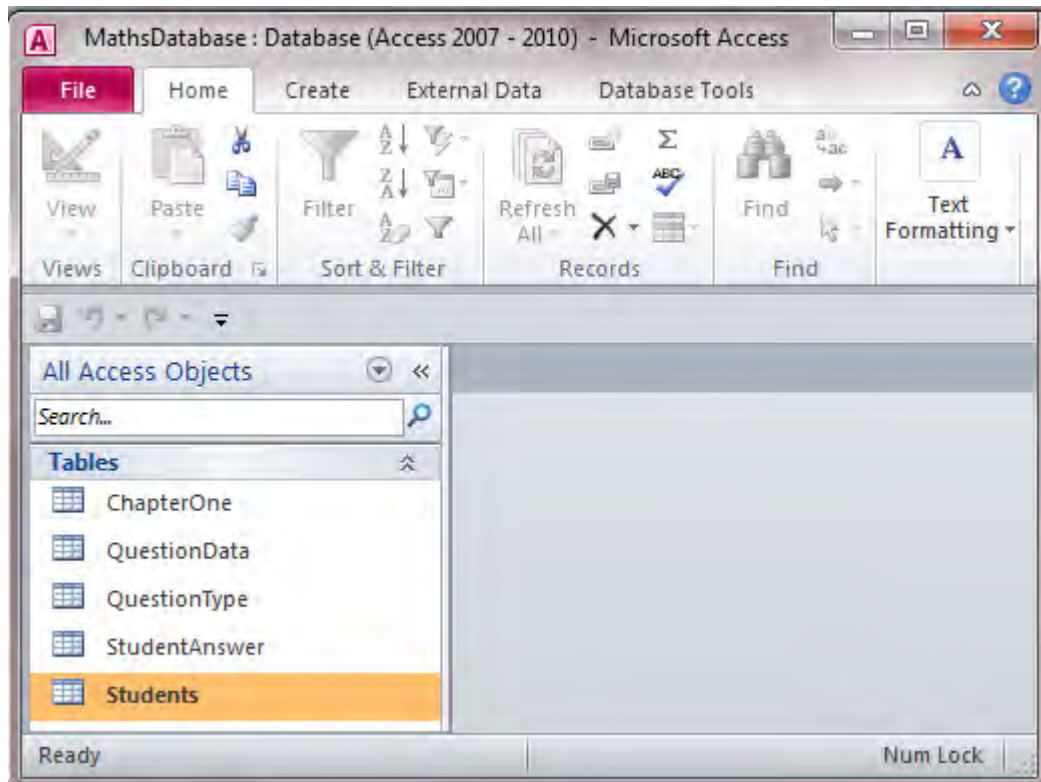 A MathsDatabase : Database (Access 2007 - 2010) - Microsoft Access
File Home Create External Data Database Tools
View Paste Filter Refresh All Find A Text Formatting
ABC
Views Clipboard Sort & Filter Records Find
All Access Objects
Search...
Tables
ChapterOne
QuestionData
QuestionType
StudentAnswer
Students
Ready Num Lock